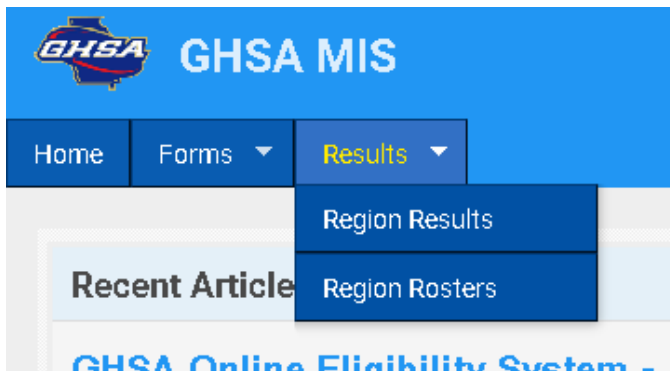 GHSA GHSA MIS
Home Forms Results
Region Results
Recent Article Region Rosters
GHSA Online Eligibility System -